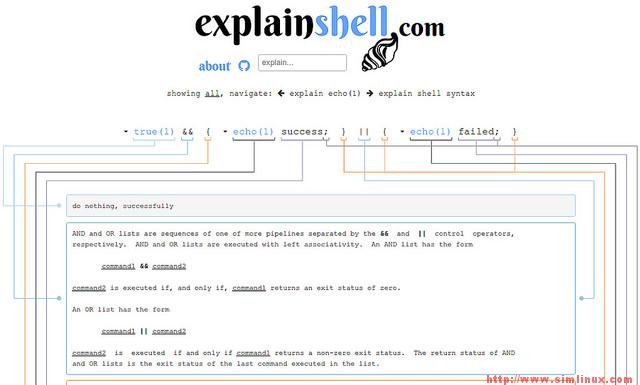 explainshell.com
about explain...
showing all, navigate: ← explain echo(1) → explain shell syntax
true(1) && { echo(1) success; } || { echo(1) failed; }
do nothing, successfully
AND and OR lists are sequences of one of more pipelines separated by the && and || control operators,
respectively. AND and OR lists are executed with left associativity. An AND list has the form
command1 && command2
command2 is executed if, and only if, command1 returns an exit status of zero.
An OR list has the form
command1 || command2
command2 is executed if and only if command1 returns a non-zero exit status. The return status of AND
and OR lists is the exit status of the last command executed in the list.
http://www.simlinux.com